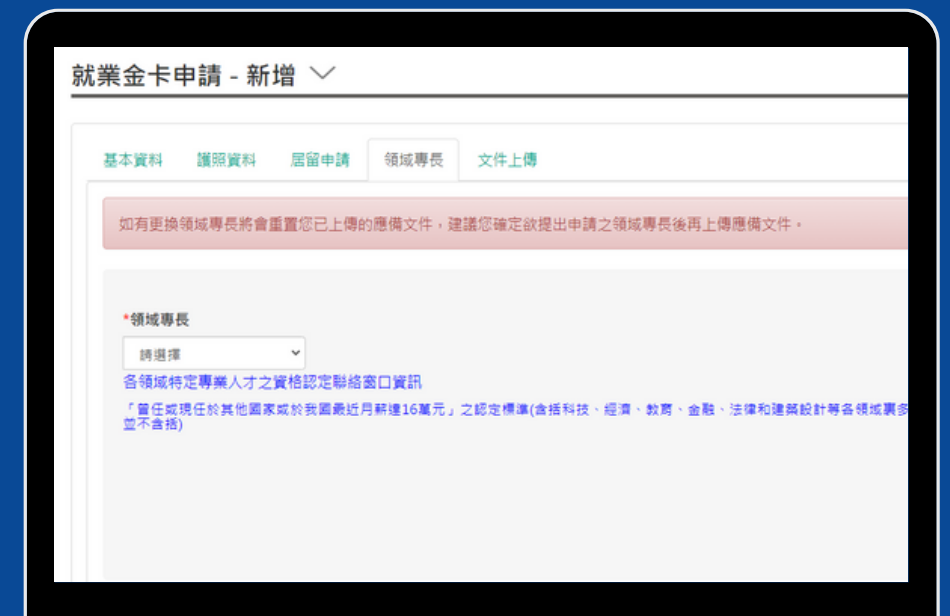 就業金卡申請 - 新增
基本資料 護照資料 居留申請 領域專長 文件上傳
如有更換領域專長將會重置您已上傳的應備文件，建議您確定欲提出申請之領域專長後再上傳應備文件。
*領域專長
請選擇
各領域特定專業人才之資格認定聯絡窗口資訊
「曾任或現任於其他國家或於我國最近月薪達16萬元」之認定標準(含括科技、經濟、教育、金融、法律和建築設計等各領域裏多
並不含括)